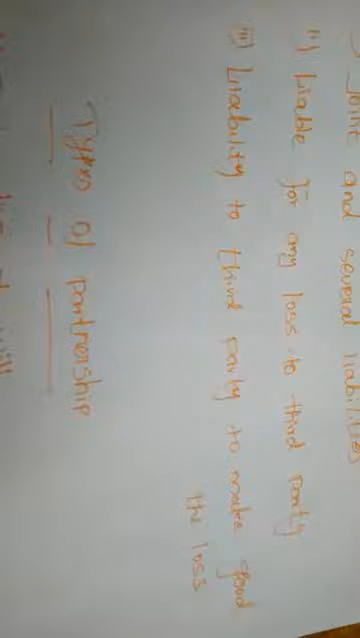 Joint and several liabilities
ii) Liable for any loss to third party
iii) Liability to third party to make good
the loss
Types of partnership